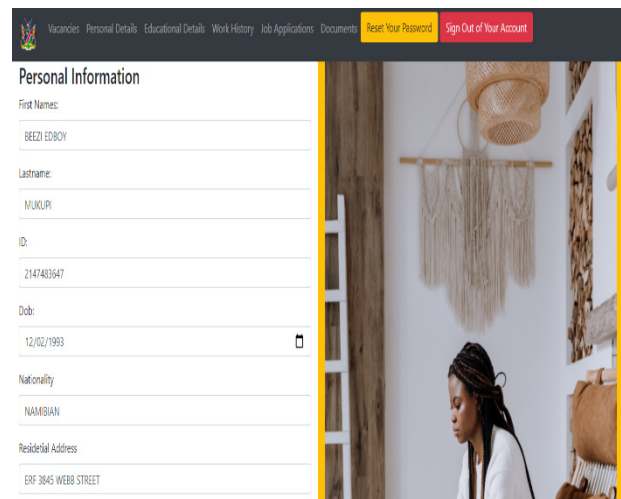 Vacancies Personal Details Educational Details Work History Job Applications Documents Reset Your Password Sign Out of Your Account
Personal Information
First Names:
BEEZI EDBOY
Lastname:
MUKUPI
ID:
2147483647
Dob:
12/02/1993
Nationality
NAMIBIAN
Residetial Address
ERF 3845 WEBB STREET